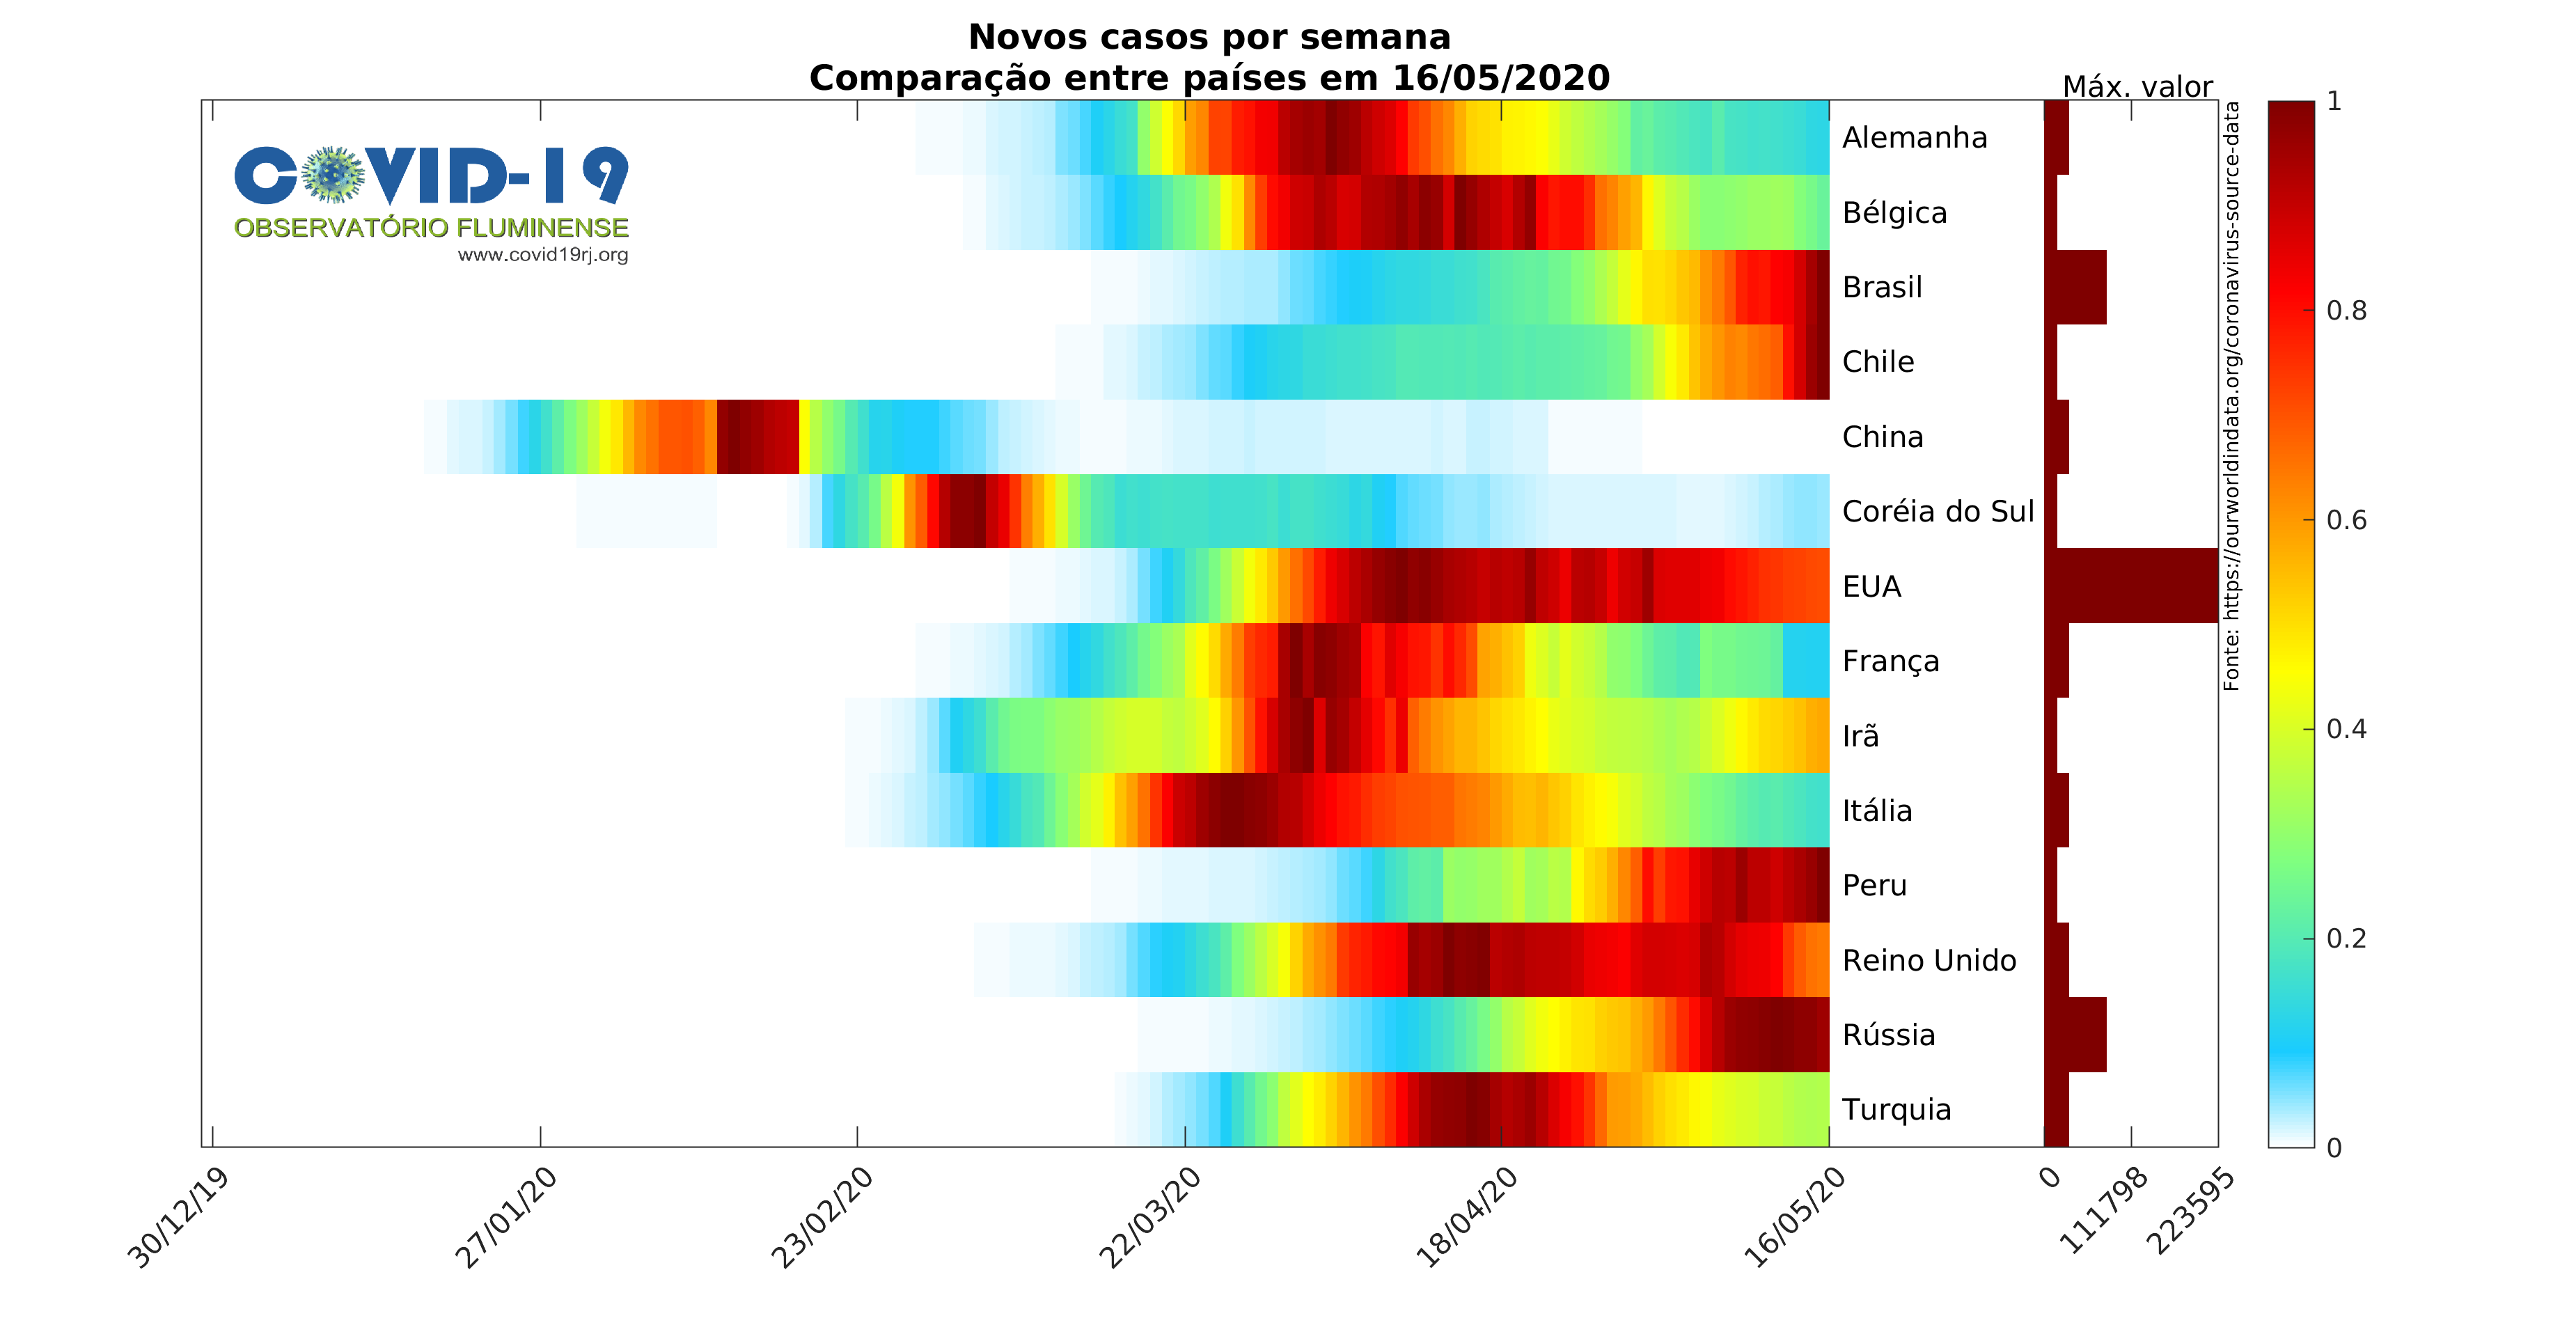 Novos casos por semana
Comparação entre países em 16/05/2020
Máx. valor
COVID-19
OBSERVATÓRIO FLUMINENSE
www.covid19rj.org
Alemanha
Bélgica
Brasil
Chile
China
Coréia do Sul
EUA
França
Irã
Itália
Peru
Reino Unido
Rússia
Turquia
Fonte: https://ourworldindata.org/coronavirus-source-data
1
0.8
0.6
0.4
0.2
0
30/12/19
27/01/20
23/02/20
22/03/20
18/04/20
16/05/20
0
111798
223595